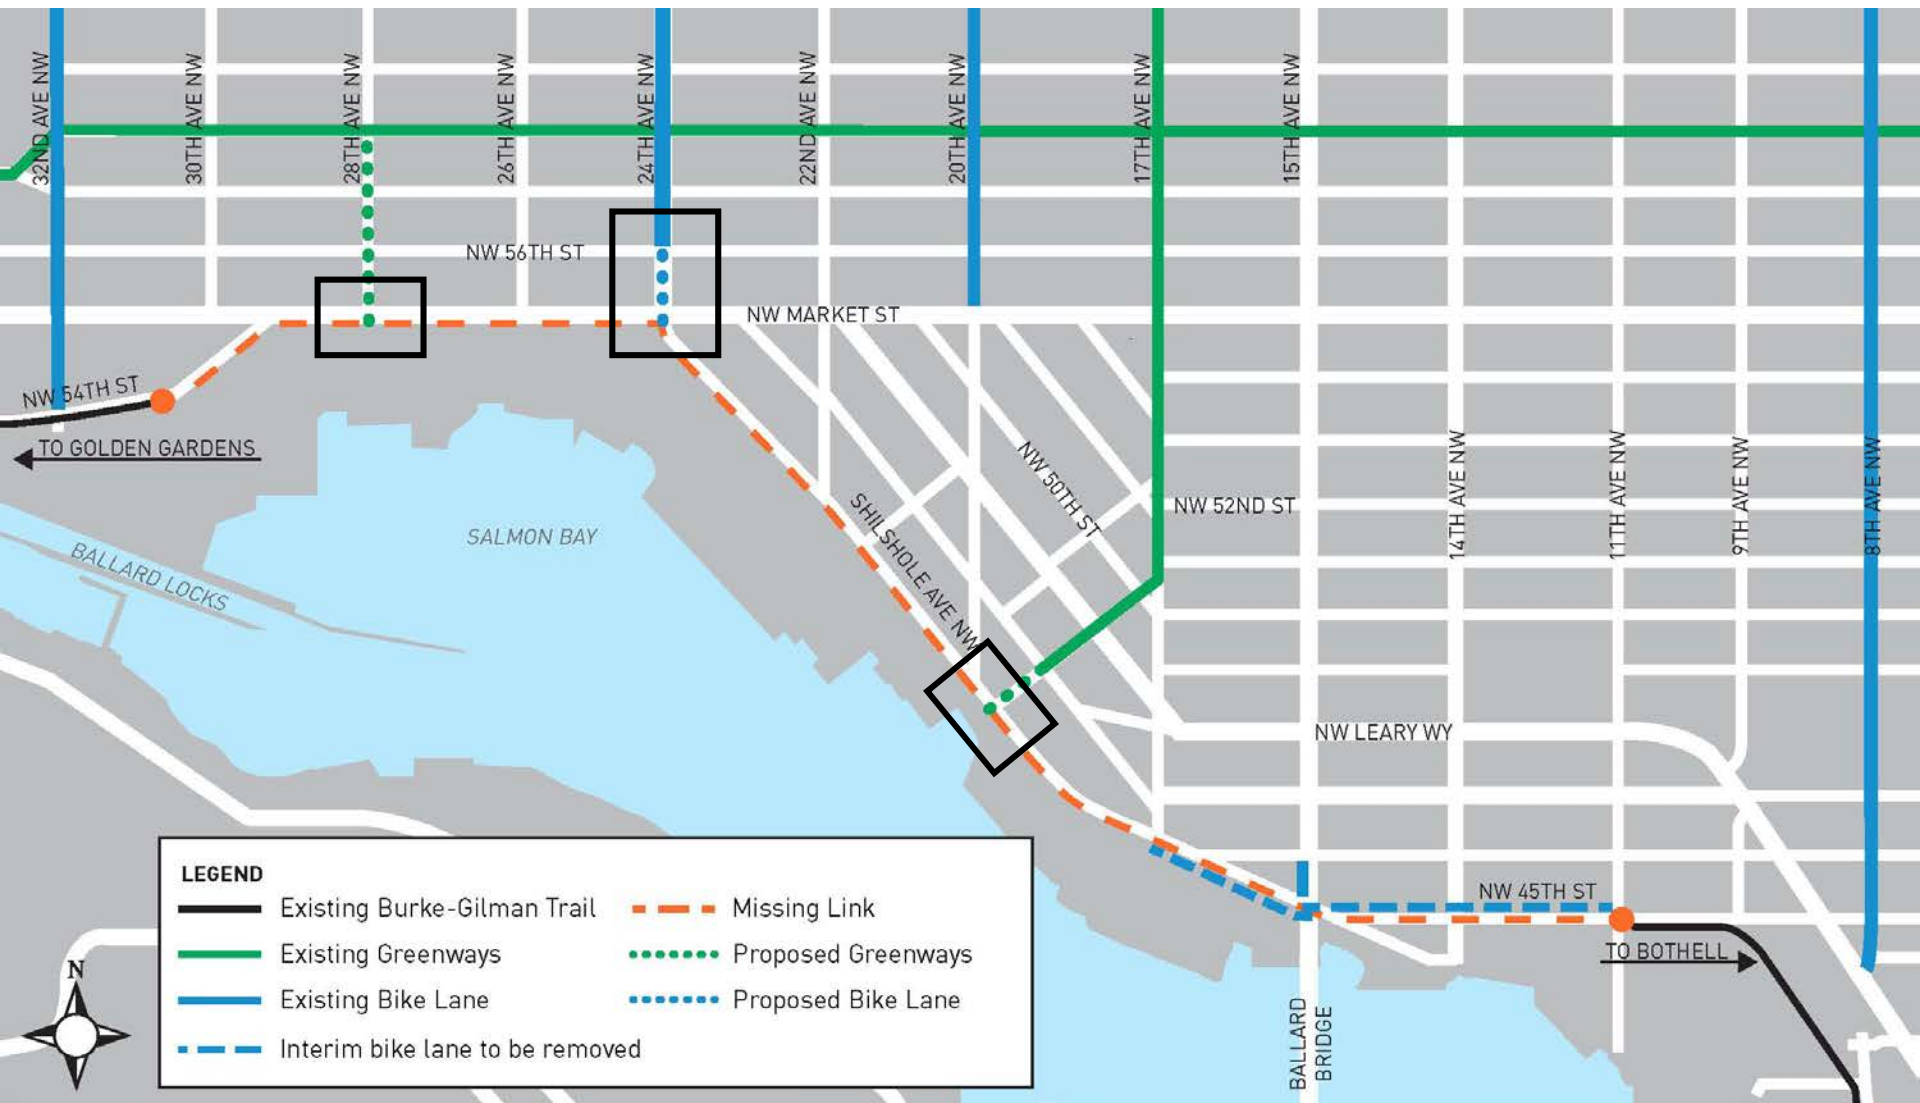 32ND AVE NW
30TH AVE NW
28TH AVE NW
26TH AVE NW
24TH AVE NW
22ND AVE NW
20TH AVE NW
17TH AVE NW
15TH AVE NW
NW 56TH ST
NW MARKET ST
NW 54TH ST
TO GOLDEN GARDENS
SALMON BAY
BALLARD LOCKS
SHILSHOLE AVE NW
NW 50TH ST
NW 52ND ST
14TH AVE NW
11TH AVE NW
9TH AVE NW
8TH AVE NW
NW LEARY WY
NW 45TH ST
TO BOTHELL
BALLARD
BRIDGE
N
LEGEND
Existing Burke-Gilman Trail
Missing Link
Existing Greenways
Proposed Greenways
Existing Bike Lane
Proposed Bike Lane
Interim bike lane to be removed